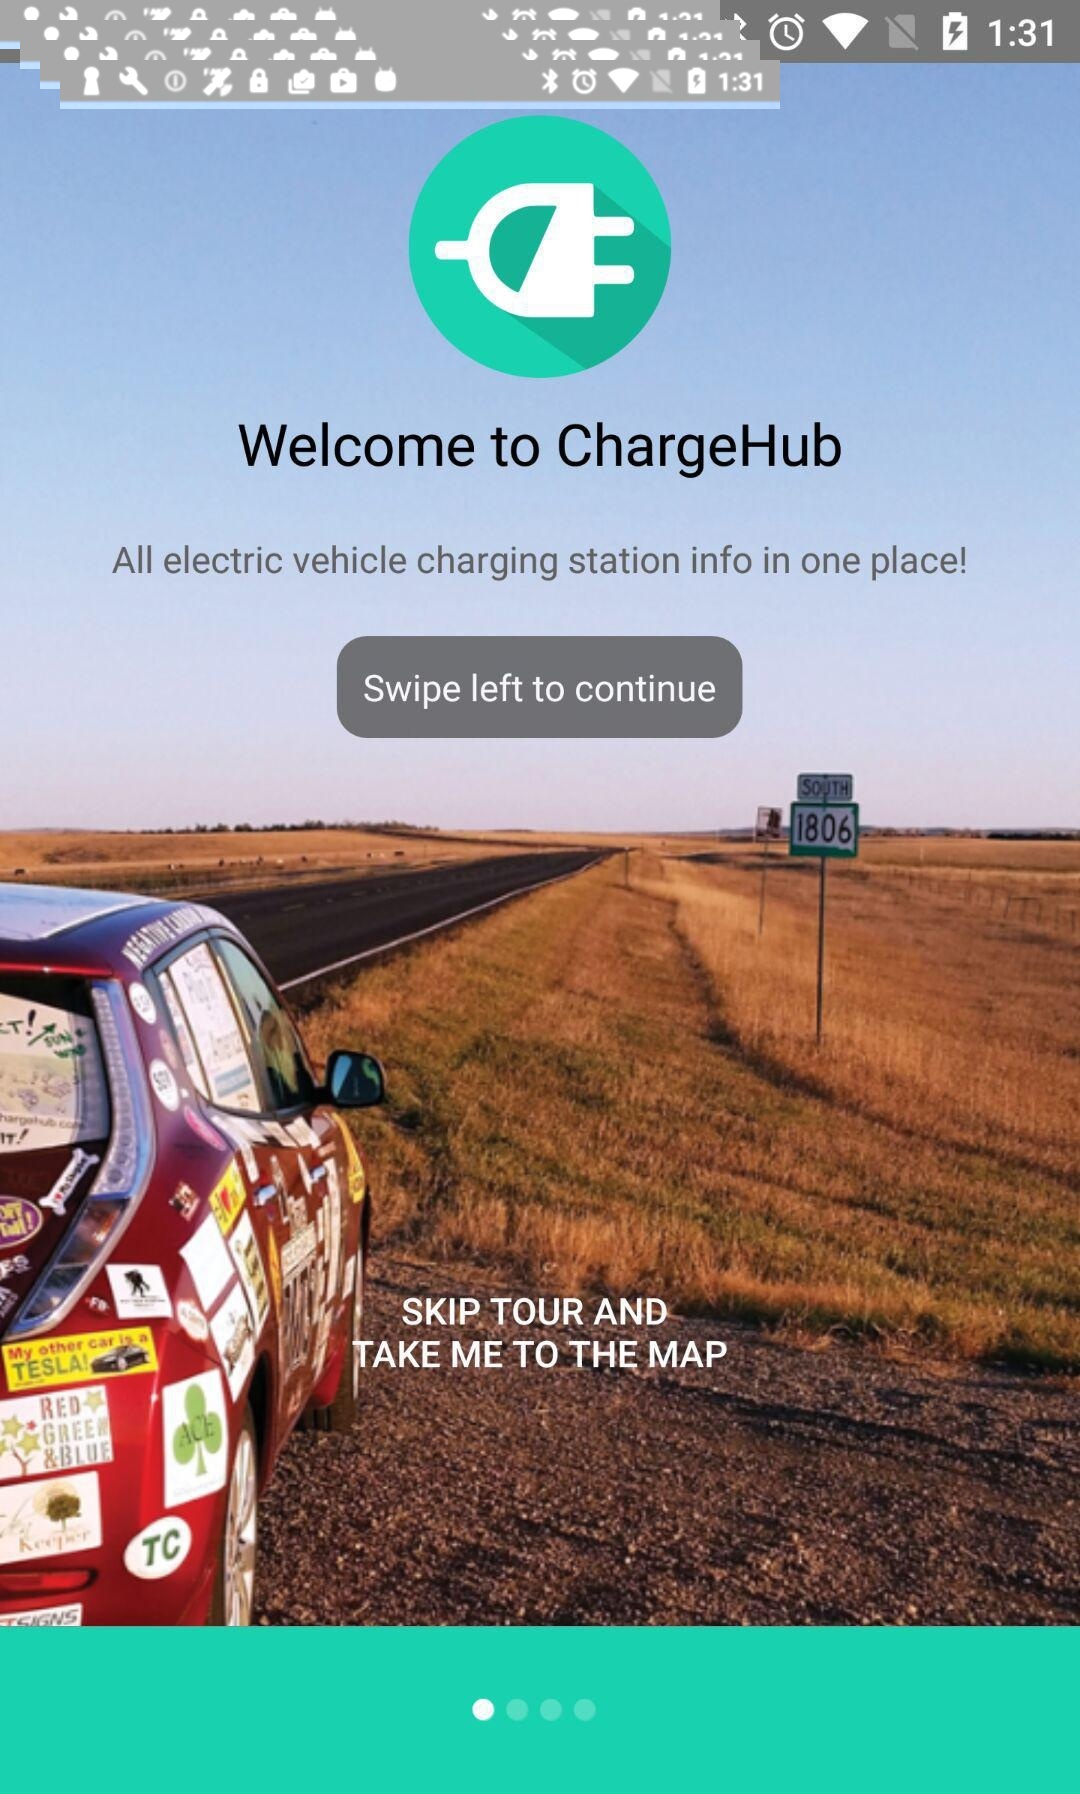 1:31
1:31
Welcome to ChargeHub
All electric vehicle charging station info in one place!
Swipe left to continue
SOUTH
1806
My other car is a
TESLA!
RED
GREEN
&BLUE
ACE
Keeper
TC
SIGNS
SKIP TOUR AND
TAKE ME TO THE MAP